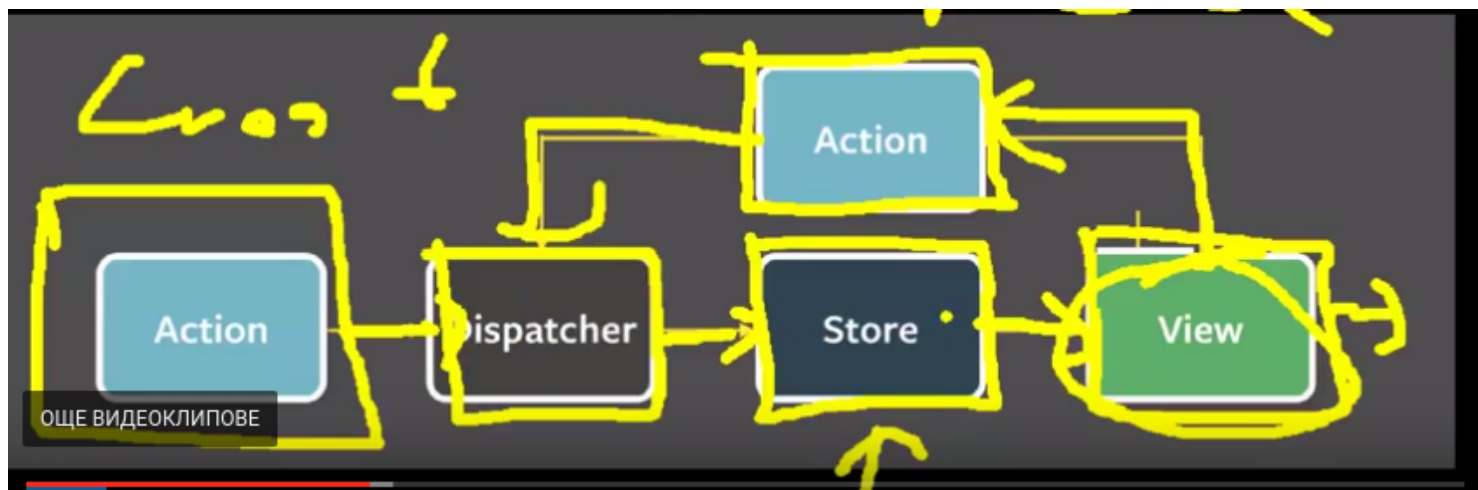 Action
Action
Dispatcher
Store
View
ОЩЕ ВИДЕОКЛИПОВЕ